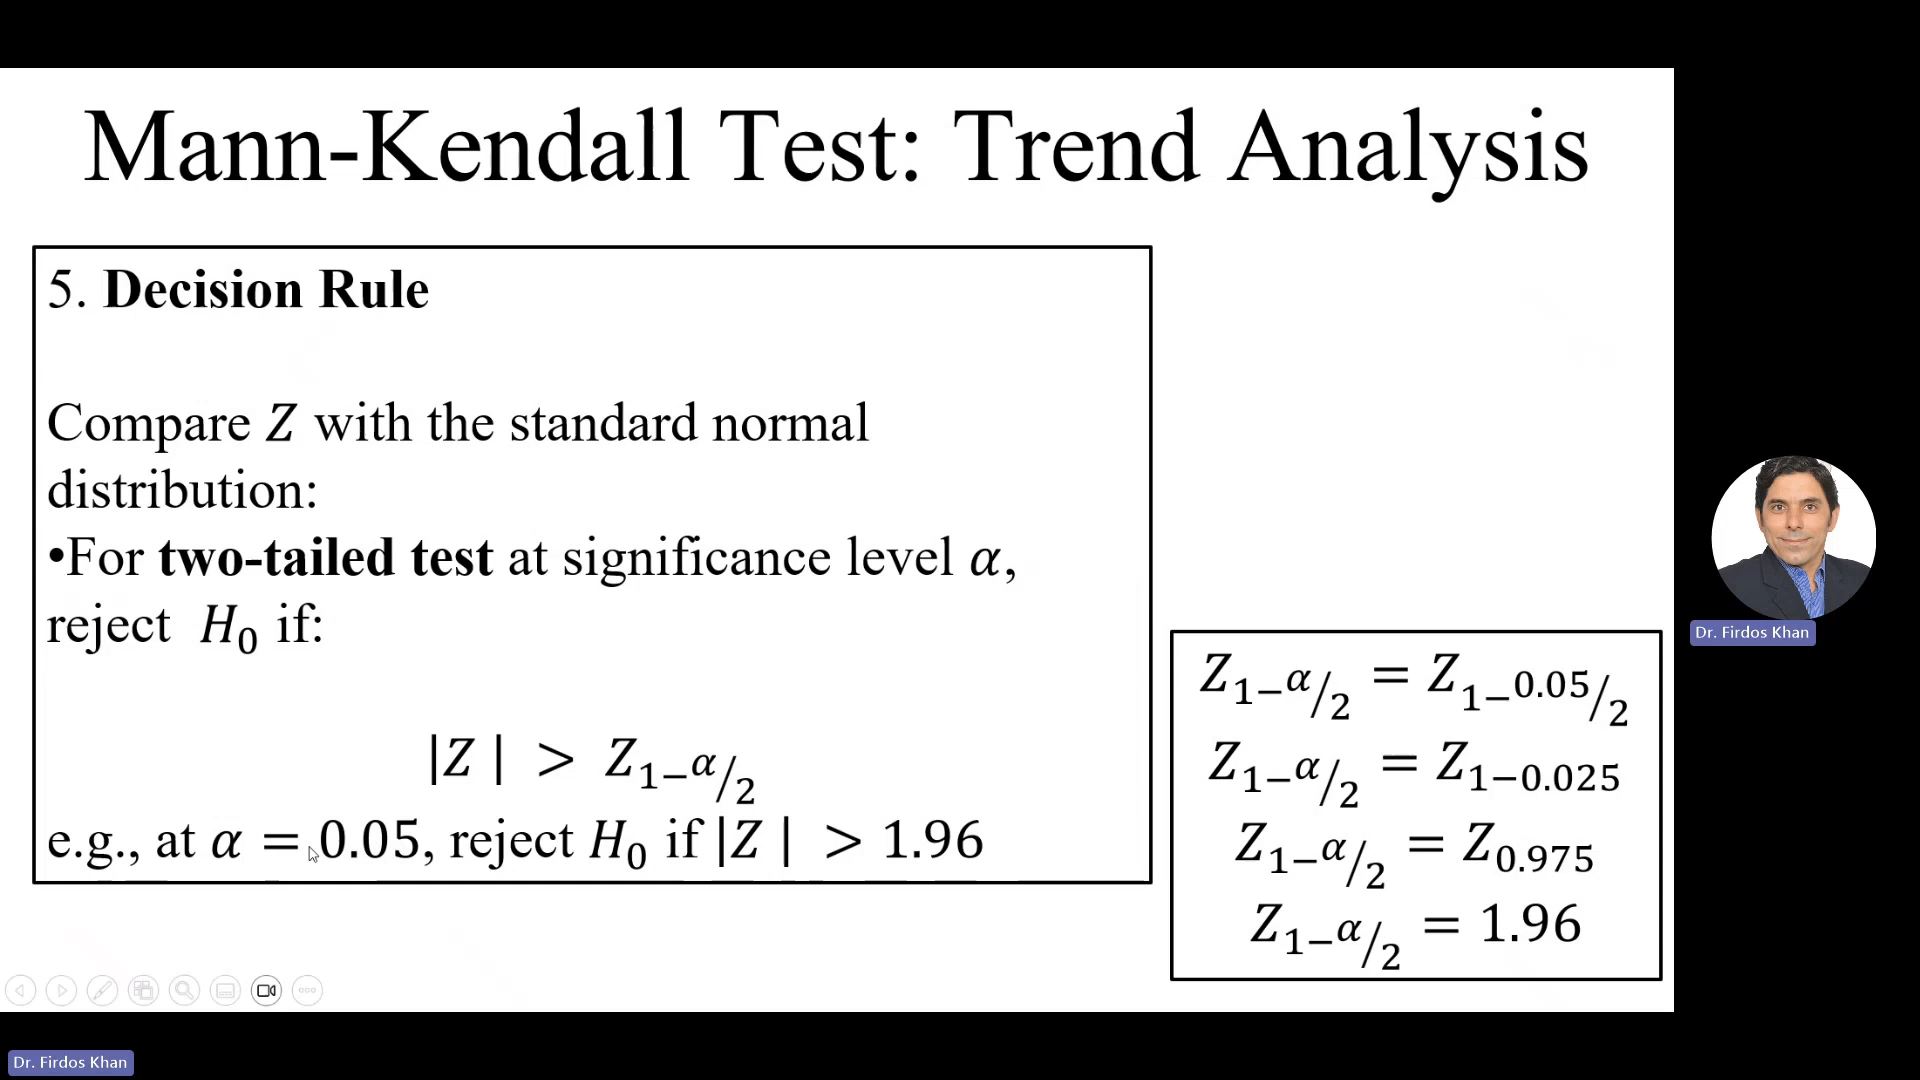 Mann-Kendall Test: Trend Analysis
5. Decision Rule
Compare Z with the standard normal
distribution:
•For two-tailed test at significance level α,
reject H₀ if:
|Z | > Z₁₋α/₂
e.g., at α = 0.05, reject H₀ if |Z | > 1.96
Z₁₋α/₂ = Z₁₋₀.₀₅/₂
Z₁₋α/₂ = Z₁₋₀.₀₂₅
Z₁₋α/₂ = Z₀.₉₇₅
Z₁₋α/₂ = 1.96
Dr. Firdos Khan
Dr. Firdos Khan